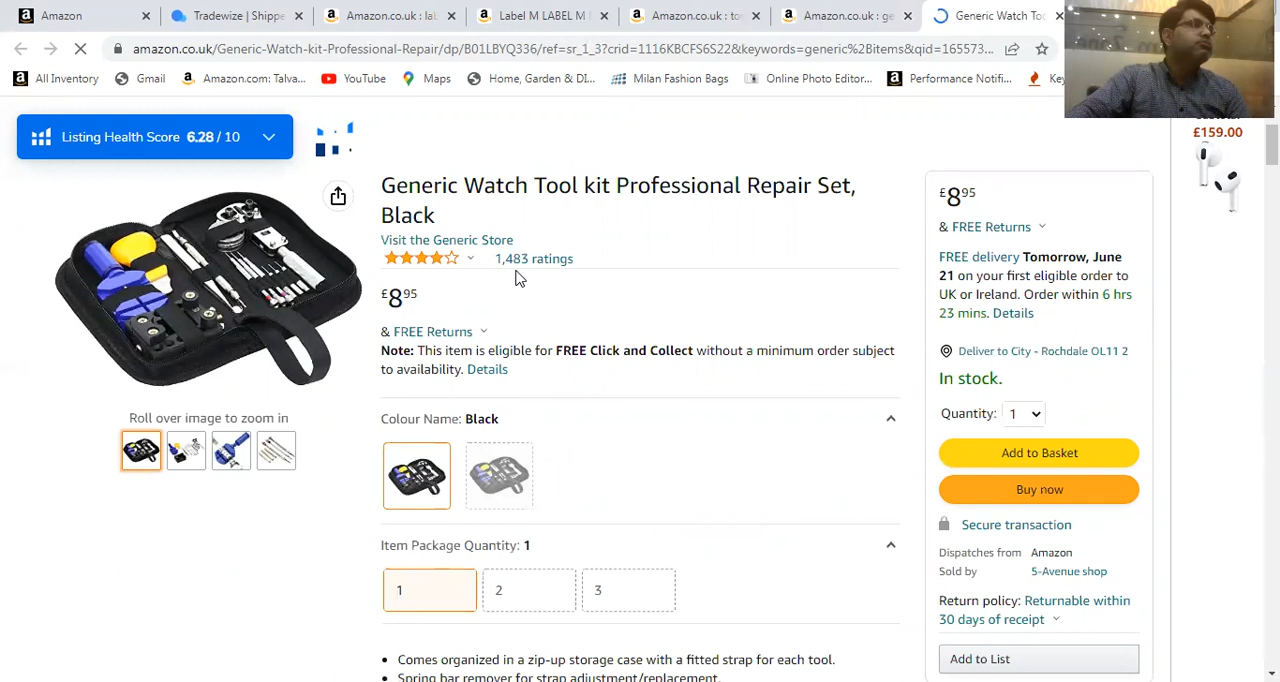 Amazon
Tradewize | Shippe
Amazon.co.uk : lab
Label M LABEL M
Amazon.co.uk : to
Amazon.co.uk : ge
Generic Watch Too
amazon.co.uk/Generic-Watch-kit-Professional-Repair/dp/B01LBYQ336/ref=sr_1_3?crid=1116KBCFS6S22&keywords=generic%2Bitems&qid=165573...
All Inventory
Gmail
Amazon.com: Talva...
YouTube
Maps
Home, Garden & DI...
Milan Fashion Bags
Online Photo Editor...
Performance Notifi...
Key
Listing Health Score 6.28 / 10
£159.00
Generic Watch Tool kit Professional Repair Set,
Black
Visit the Generic Store
1,483 ratings
£8.95
& FREE Returns
Note: This item is eligible for FREE Click and Collect without a minimum order subject
to availability. Details
Roll over image to zoom in
Colour Name: Black
Item Package Quantity: 1
1
2
3
• Comes organized in a zip-up storage case with a fitted strap for each tool.
• Spring bar remover for strap adjustment/replacement.
£8.95
& FREE Returns
FREE delivery Tomorrow, June
21 on your first eligible order to
UK or Ireland. Order within 6 hrs
23 mins. Details
Deliver to City - Rochdale OL11 2
In stock.
Quantity: 1
Add to Basket
Buy now
Secure transaction
Dispatches from Amazon
Sold by 5-Avenue shop
Return policy: Returnable within
30 days of receipt
Add to List